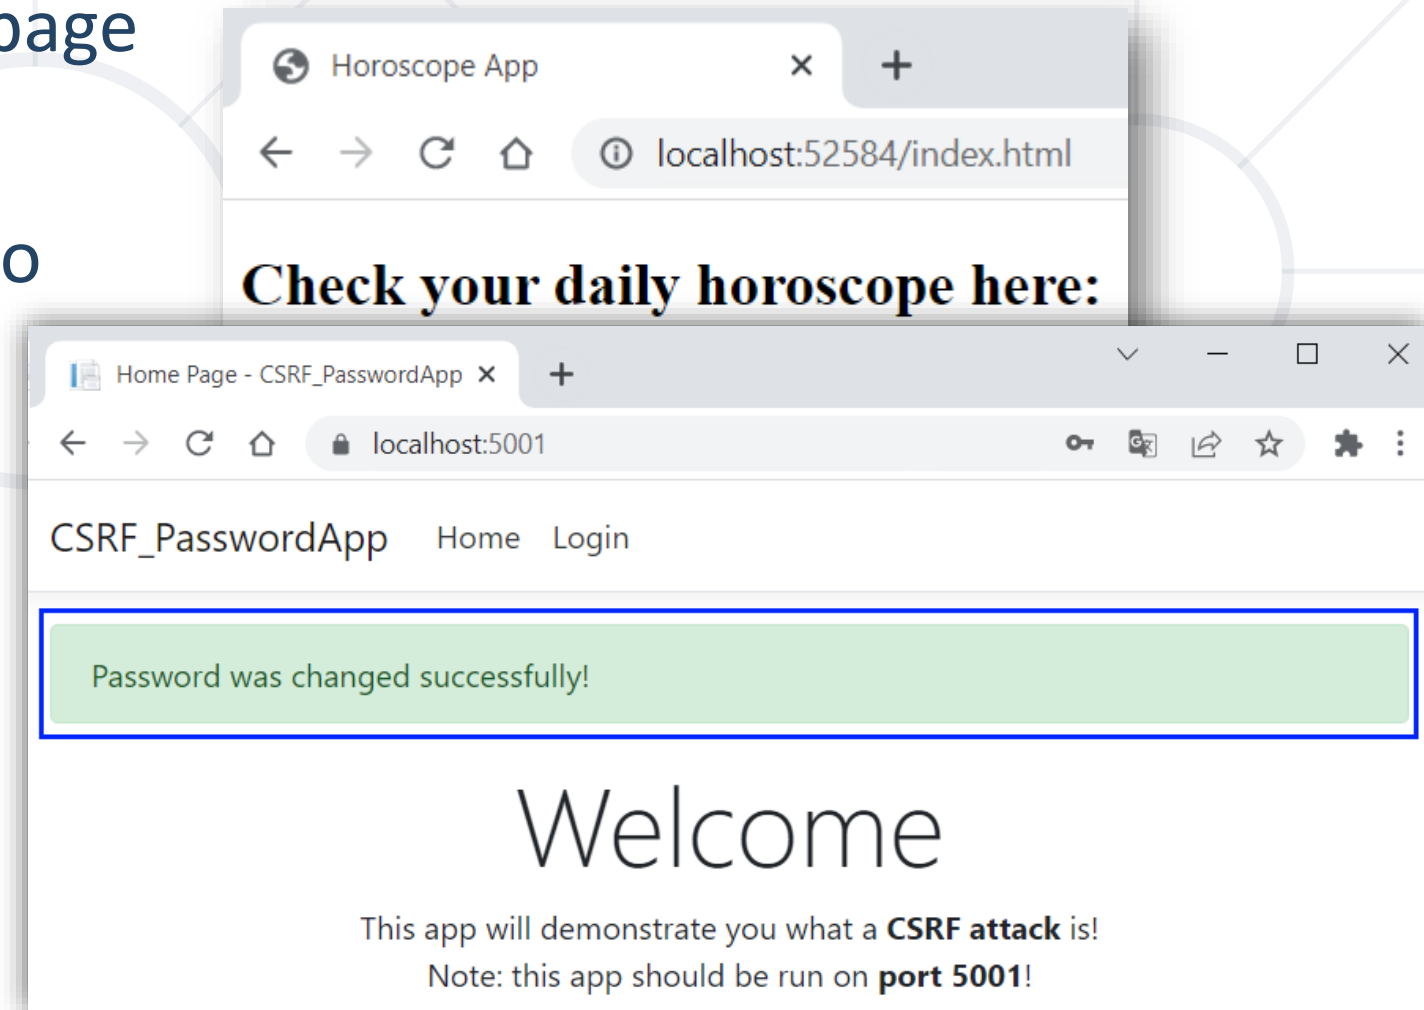 page
o
Horoscope App
localhost:52584/index.html
Check your daily horoscope here:
Home Page - CSRF_PasswordApp
localhost:5001
CSRF_PasswordApp Home Login
Password was changed successfully!
Welcome
This app will demonstrate you what a CSRF attack is!
Note: this app should be run on port 5001!